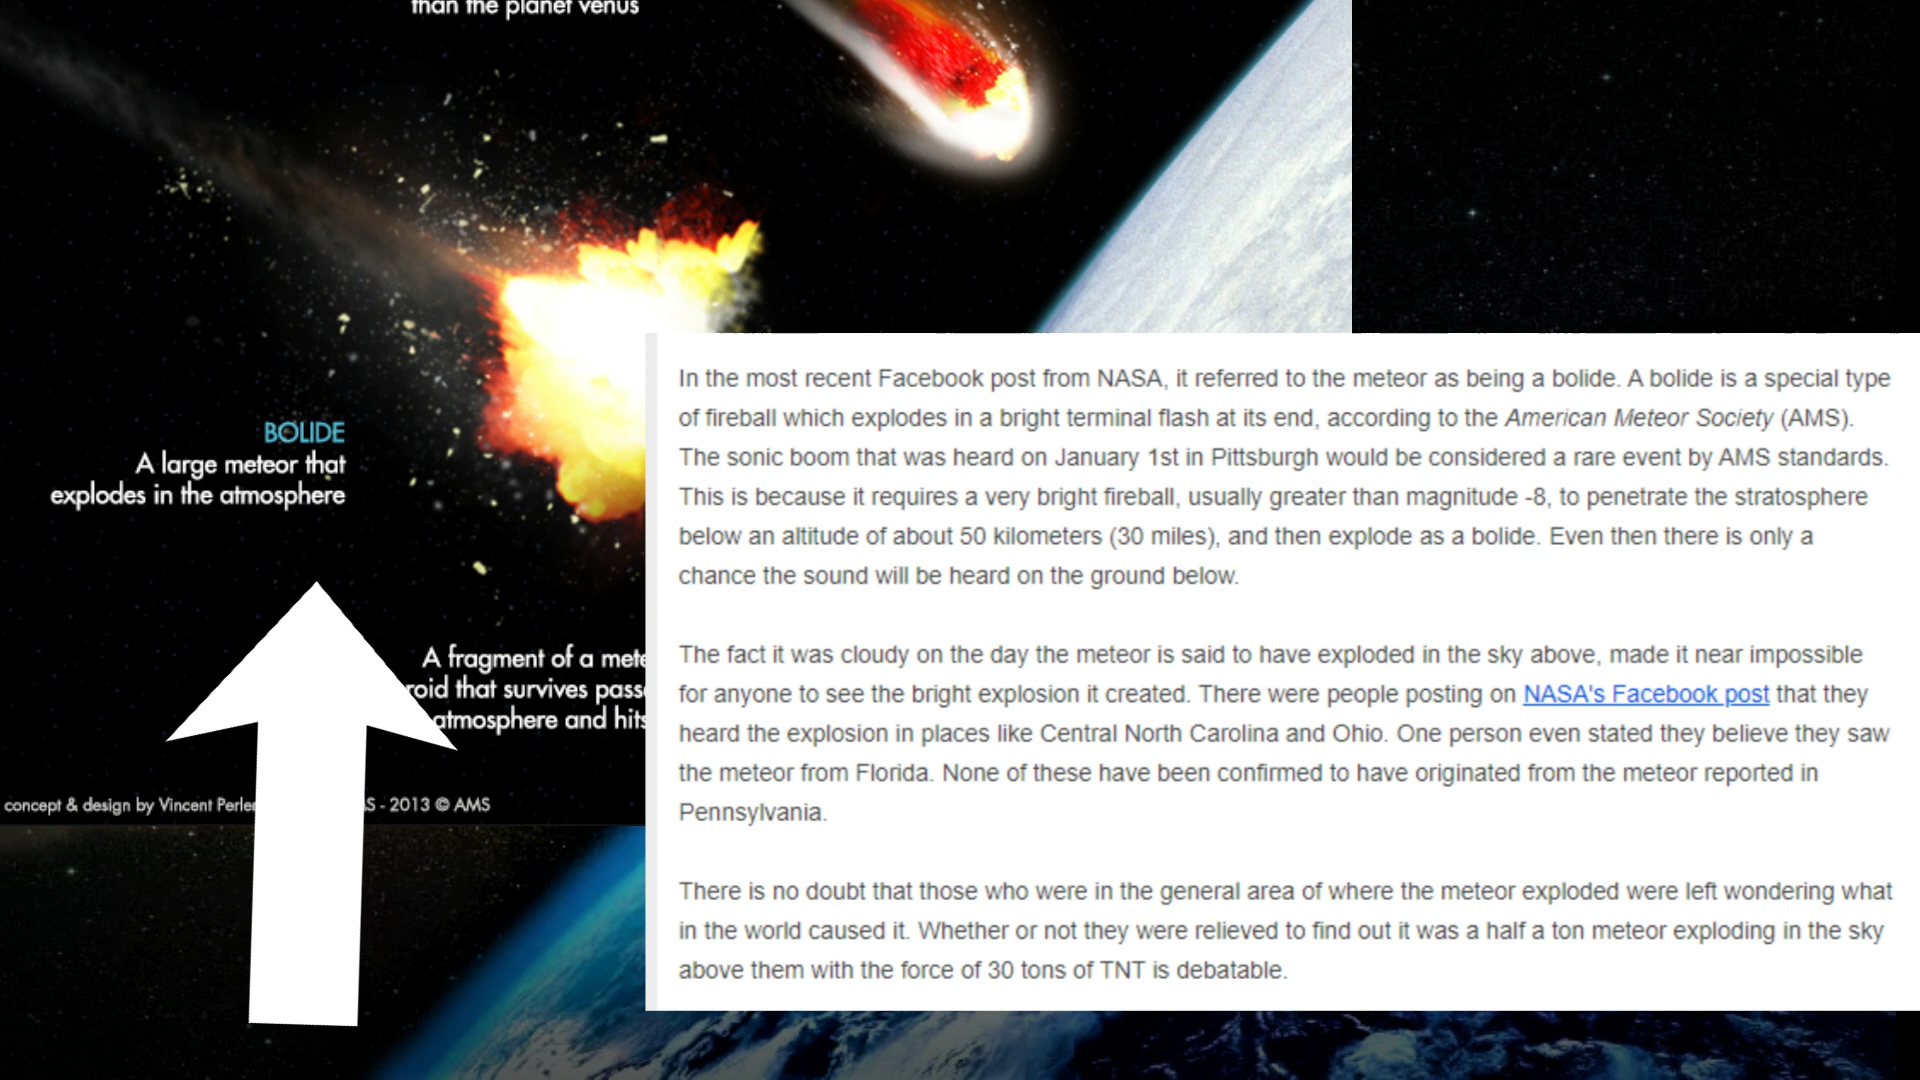 than the planet venus
BOLIDE
A large meteor that
explodes in the atmosphere
A fragment of a
that survives
atmosphere and hits
concept & design by Vincent - 2013 © AMS
In the most recent Facebook post from NASA, it referred to the meteor as being a bolide. A bolide is a special type
of fireball which explodes in a bright terminal flash at its end, according to the American Meteor Society (AMS).
The sonic boom that was heard on January 1st in Pittsburgh would be considered a rare event by AMS standards.
This is because it requires a very bright fireball, usually greater than magnitude -8, to penetrate the stratosphere
below an altitude of about 50 kilometers (30 miles), and then explode as a bolide. Even then there is only a
chance the sound will be heard on the ground below.
The fact it was cloudy on the day the meteor is said to have exploded in the sky above, made it near impossible
for anyone to see the bright explosion it created. There were people posting on NASA's Facebook post that they
heard the explosion in places like Central North Carolina and Ohio. One person even stated they believe they saw
the meteor from Florida. None of these have been confirmed to have originated from the meteor reported in
Pennsylvania.
There is no doubt that those who were in the general area of where the meteor exploded were left wondering what
in the world caused it. Whether or not they were relieved to find out it was a half a ton meteor exploding in the sky
above them with the force of 30 tons of TNT is debatable.